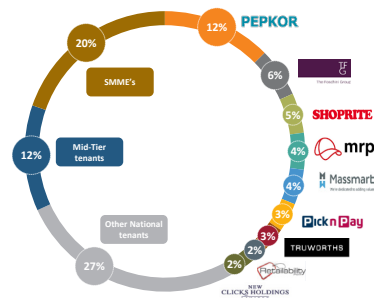 12%
PEPKOR
20%
SMME's
6%
TFG
The Foschini Group
5%
SHOPRITE
4%
mrp
12%
Mid-Tier
tenants
4%
Massmart
3%
Pick n Pay
Other National
tenants
3%
TRUWORTHS
27%
2%
Retailability
2%
NEW
CLICKS HOLDINGS